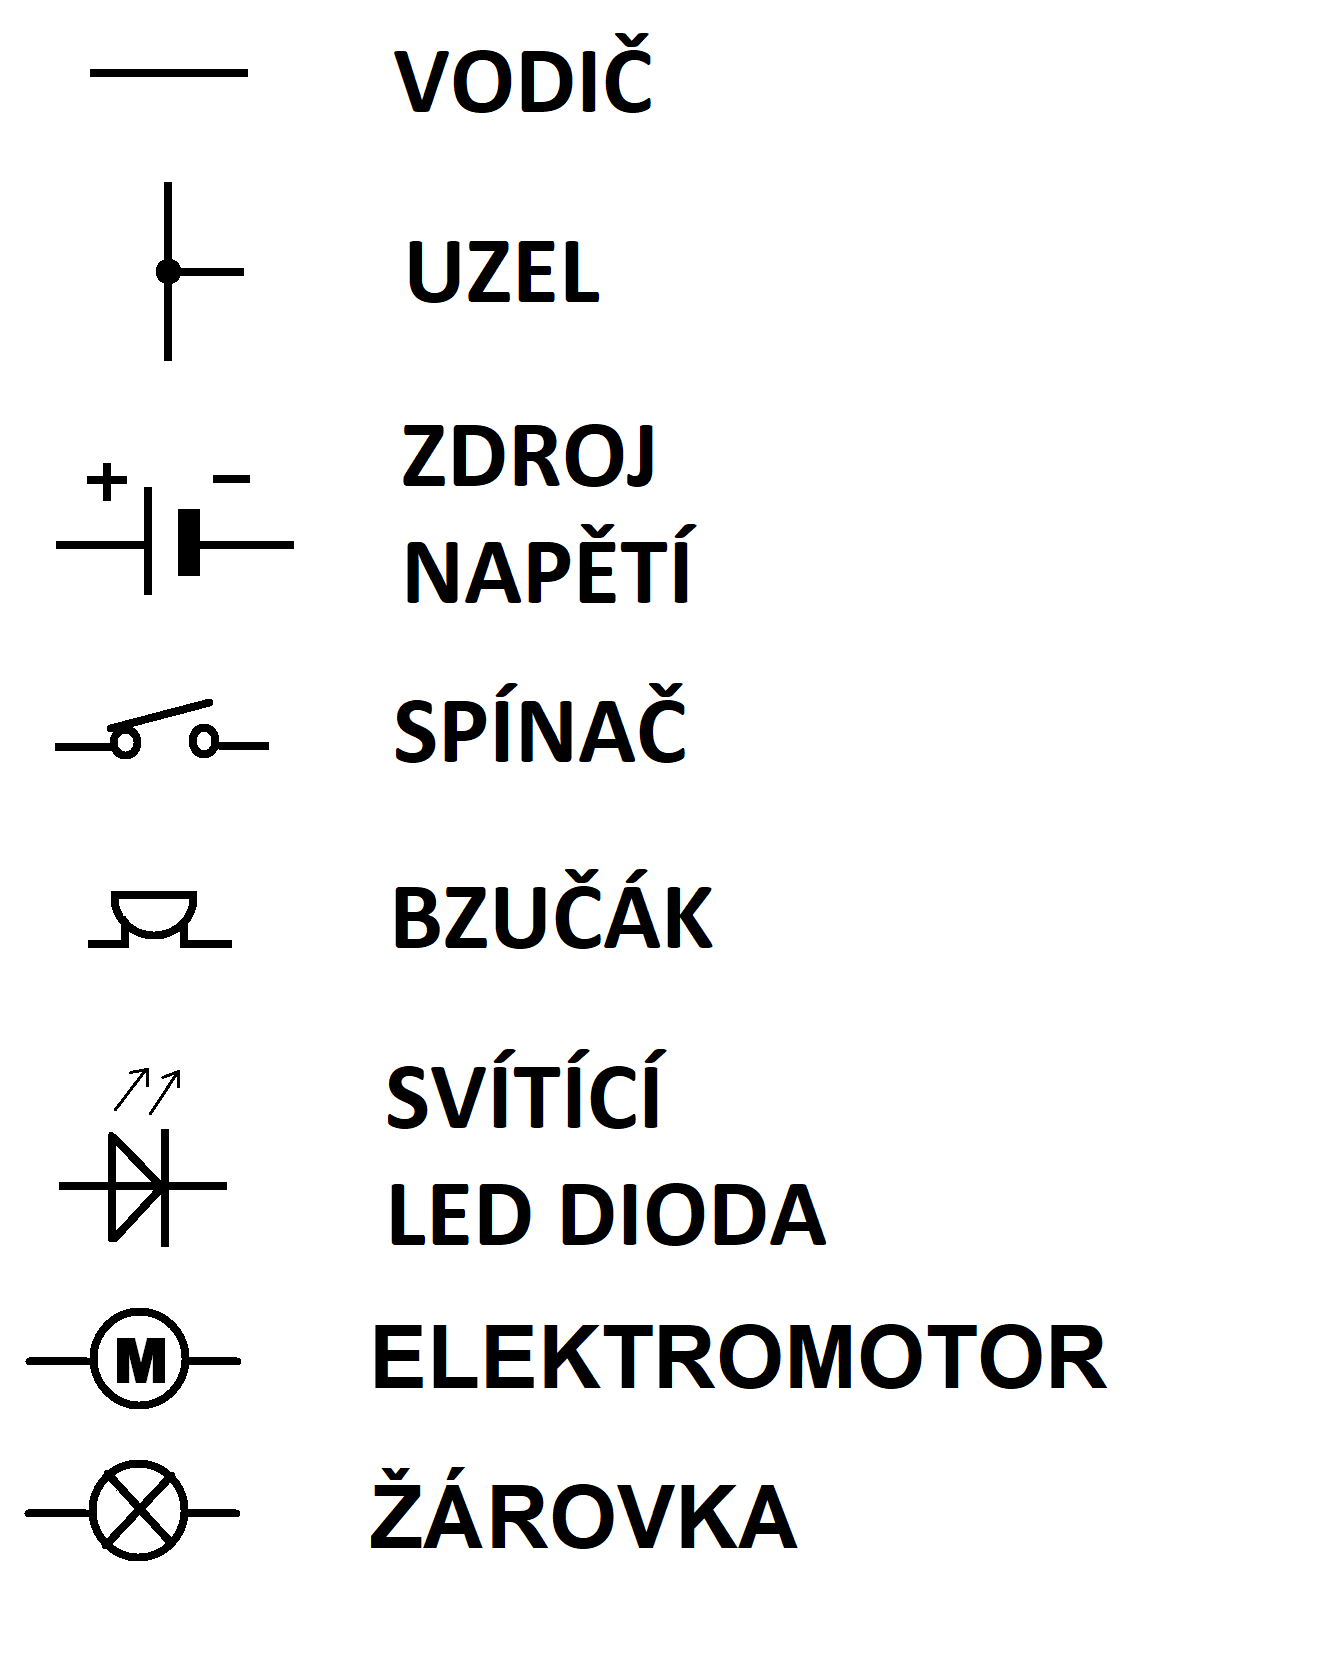 VODIČ
UZEL
+ −
ZDROJ
NAPĚTÍ
SPÍNAČ
BZUČÁK
SVÍTÍCÍ
LED DIODA
M
ELEKTROMOTOR
ŽÁROVKA